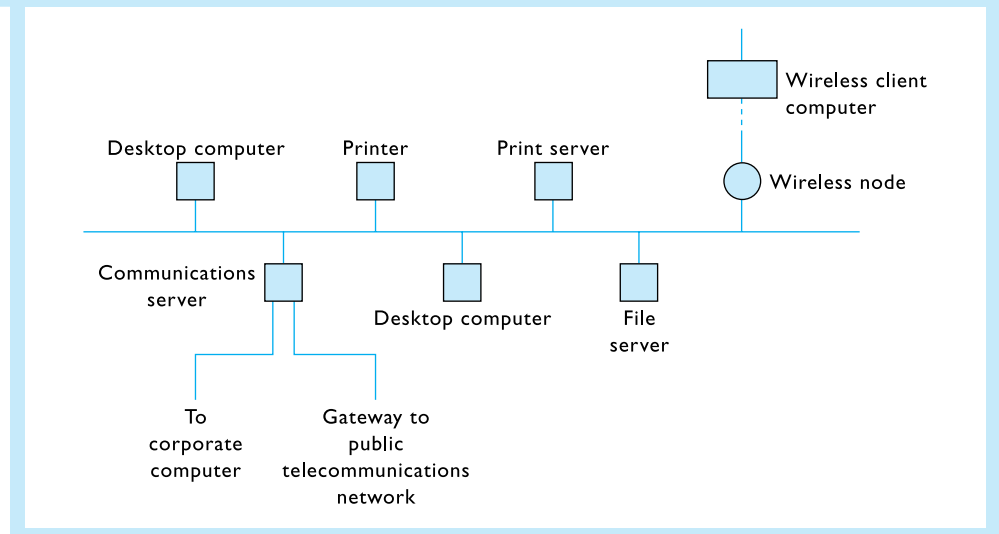 Wireless client
computer
Desktop computer
Printer
Print server
Wireless node
Communications
server
Desktop computer
File
server
To
corporate
computer
Gateway to
public
telecommunications
network